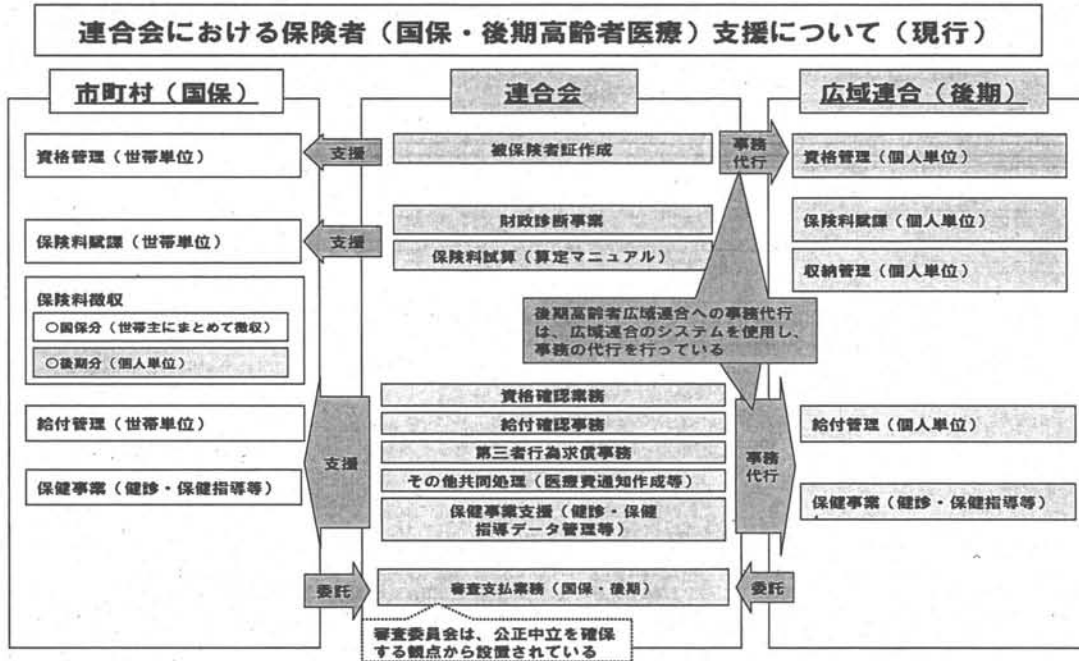 連合会における保険者（国保・後期高齢者医療）支援について（現行）
市町村（国保）
資格管理（世帯単位）
保険料賦課（世帯単位）
保険料徴収
○国保分（世帯主にまとめて徴収）
○後期分（個人単位）
給付管理（世帯単位）
保健事業（健診・保健指導等）
支援
支援
支援
委託
連合会
被保険者証作成
財政診断事業
保険料試算（算定マニュアル）
後期高齢者広域連合への事務代行
は、広域連合のシステムを使用し、
事務の代行を行っている
資格確認業務
給付確認事務
第三者行為求償事務
その他共同処理（医療費通知作成等）
保健事業支援（健診・保健
指導データ管理等）
審査支払業務（国保・後期）
審査委員会は、公正中立を確保
する観点から設置されている
事務
代行
事務
代行
委託
広域連合（後期）
資格管理（個人単位）
保険料賦課（個人単位）
収納管理（個人単位）
給付管理（個人単位）
保健事業（健診・保健指導等）